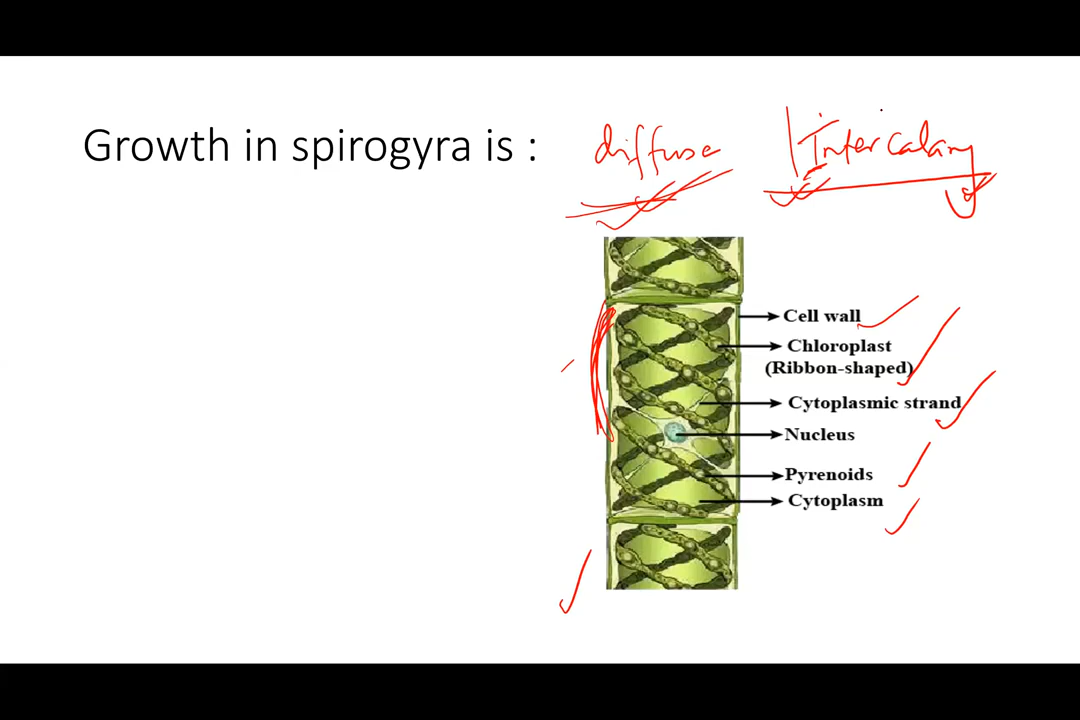 Growth in spirogyra is : diffuse Intercalary
Cell wall
Chloroplast
(Ribbon-shaped)
Cytoplasmic strand
Nucleus
Pyrenoids
Cytoplasm